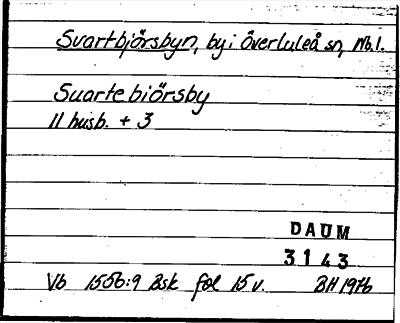 Svartbjörsbyn, by i Överluleå sn, Nb.l.
Suarte biörsby
11 husb. + 3
DAUM
3143
Vb 1556:9 Bsk fol 15 v. BH 1976